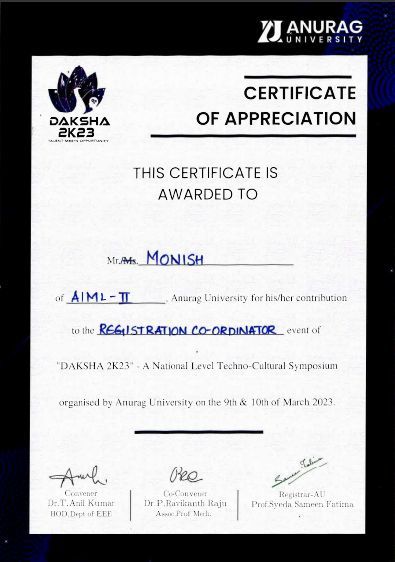 ANURAG
UNIVERSITY
DAKSHA
2K23
TALENT MEETS OPPORTUNITY
CERTIFICATE
OF APPRECIATION
THIS CERTIFICATE IS
AWARDED TO
Mr./Ms. MONISH
of AIML-II, Anurag University for his/her contribution
to the REGISTRATION CO-ORDINATOR event of
"DAKSHA 2K23" - A National Level Techno-Cultural Symposium
organised by Anurag University on the 9th & 10th of March 2023.
Convener
Dr.T.Anil Kumar
HOD,Dept of EEE
Co-Convener
Dr.P.Ravikanth Raju
Assoc.Prof Mech.
Sameen Fatima
Registrar-AU
Prof.Syeda Sameen Fatima